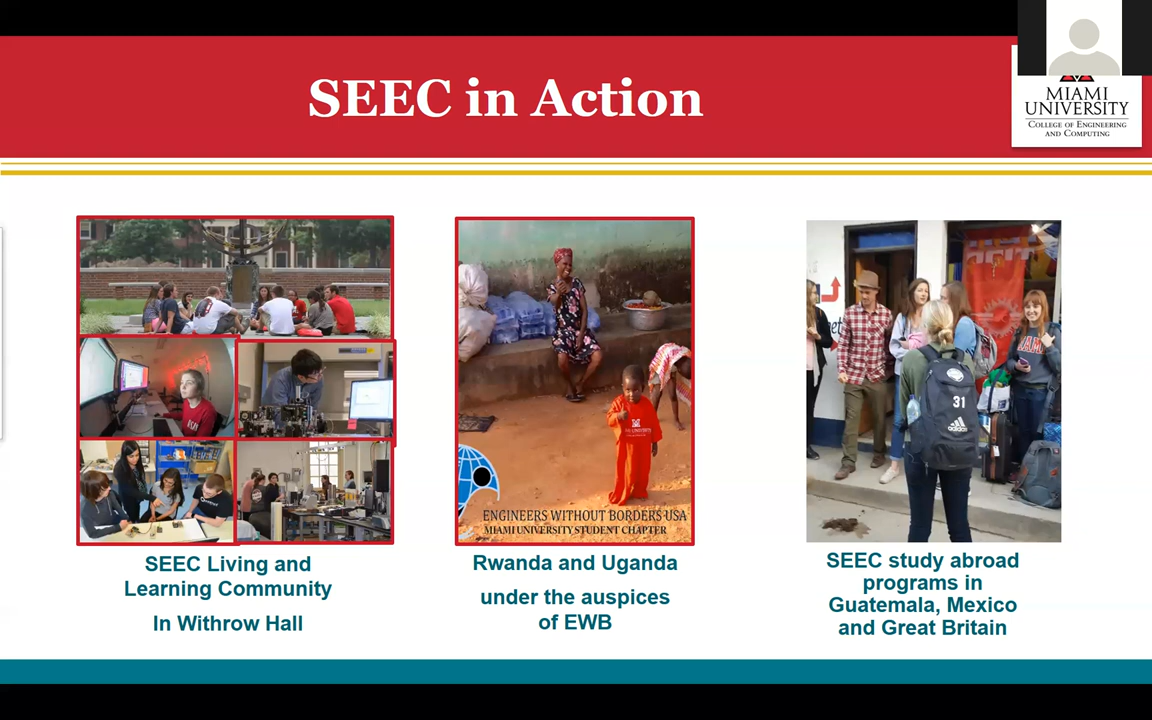 SEEC in Action
MIAMI
UNIVERSITY
COLLEGE OF ENGINEERING
AND COMPUTING
31
adidas
ENGINEERS WITHOUT BORDERS USA
MIAMI UNIVERSITY STUDENT CHAPTER
SEEC Living and
Learning Community
In Withrow Hall
Rwanda and Uganda
under the auspices
of EWB
SEEC study abroad
programs in
Guatemala, Mexico
and Great Britain